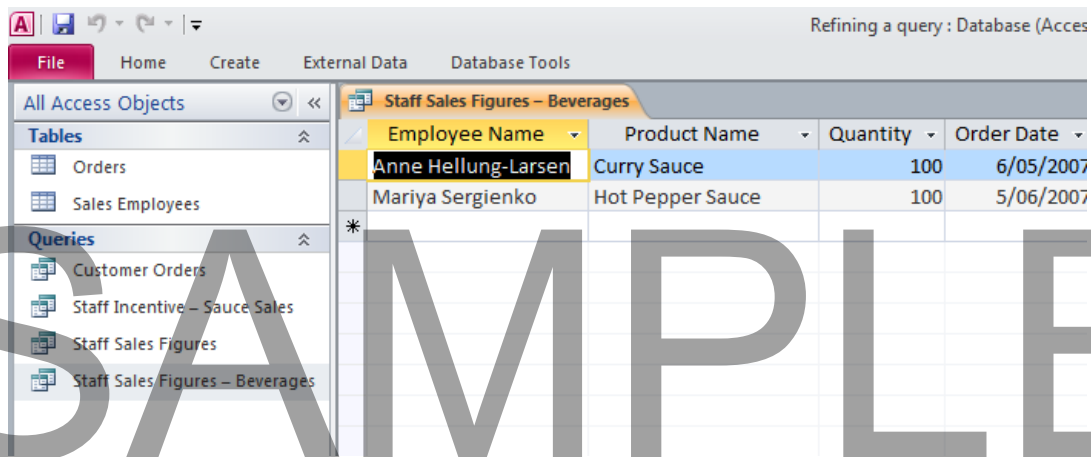 A
Refining a query : Database (Acces
File Home Create External Data Database Tools
All Access Objects
Staff Sales Figures – Beverages
Tables
Employee Name Product Name Quantity Order Date
Orders
Anne Hellung-Larsen Curry Sauce 100 6/05/2007
Sales Employees
Mariya Sergienko Hot Pepper Sauce 100 5/06/2007
Queries
Customer Orders
Staff Incentive – Sauce Sales
Staff Sales Figures
Staff Sales Figures – Beverages
SAMPLE